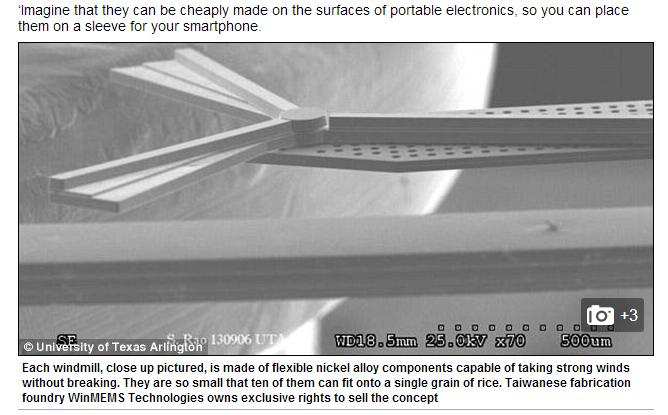 ‘Imagine that they can be cheaply made on the surfaces of portable electronics, so you can place
them on a sleeve for your smartphone.
+3
SE S. Rao 130906 UTA WD18.5mm 25.0kV x70 500um
© University of Texas Arlington
Each windmill, close up pictured, is made of flexible nickel alloy components capable of taking strong winds
without breaking. They are so small that ten of them can fit onto a single grain of rice. Taiwanese fabrication
foundry WinMEMS Technologies owns exclusive rights to sell the concept